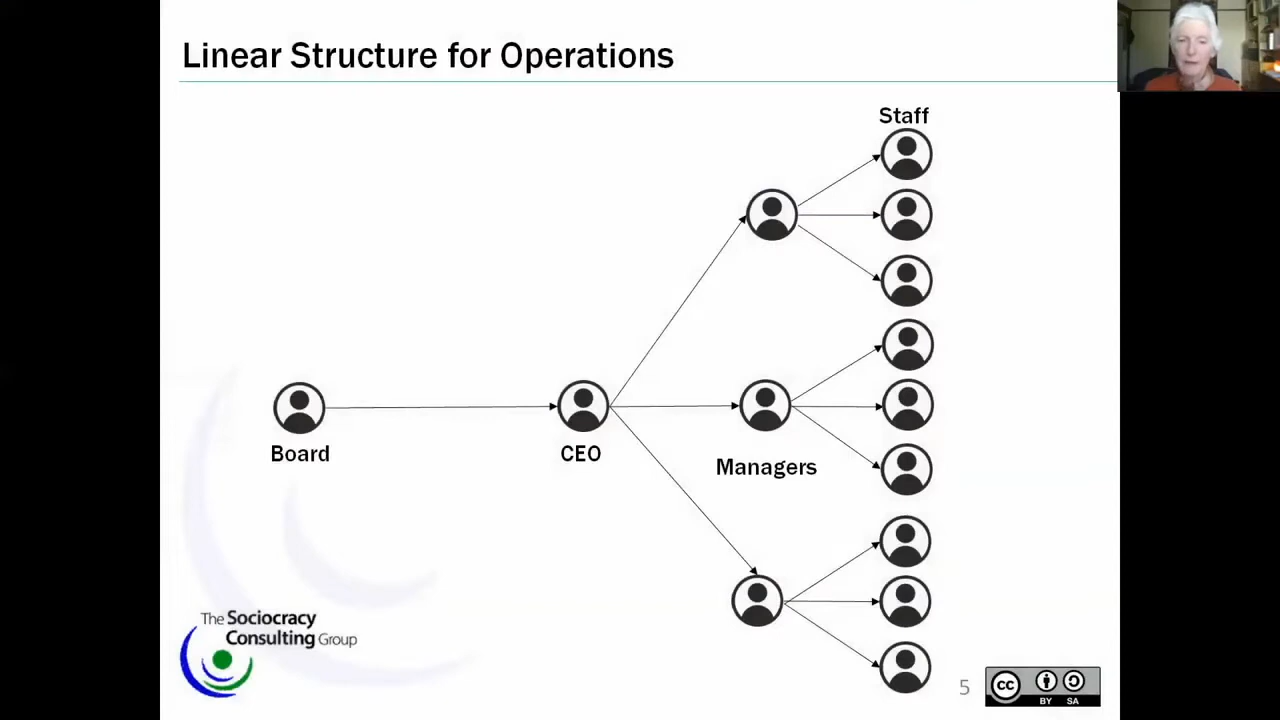 Linear Structure for Operations
Staff
Board
CEO
Managers
The Sociocracy
Consulting Group
5
cc
BY SA